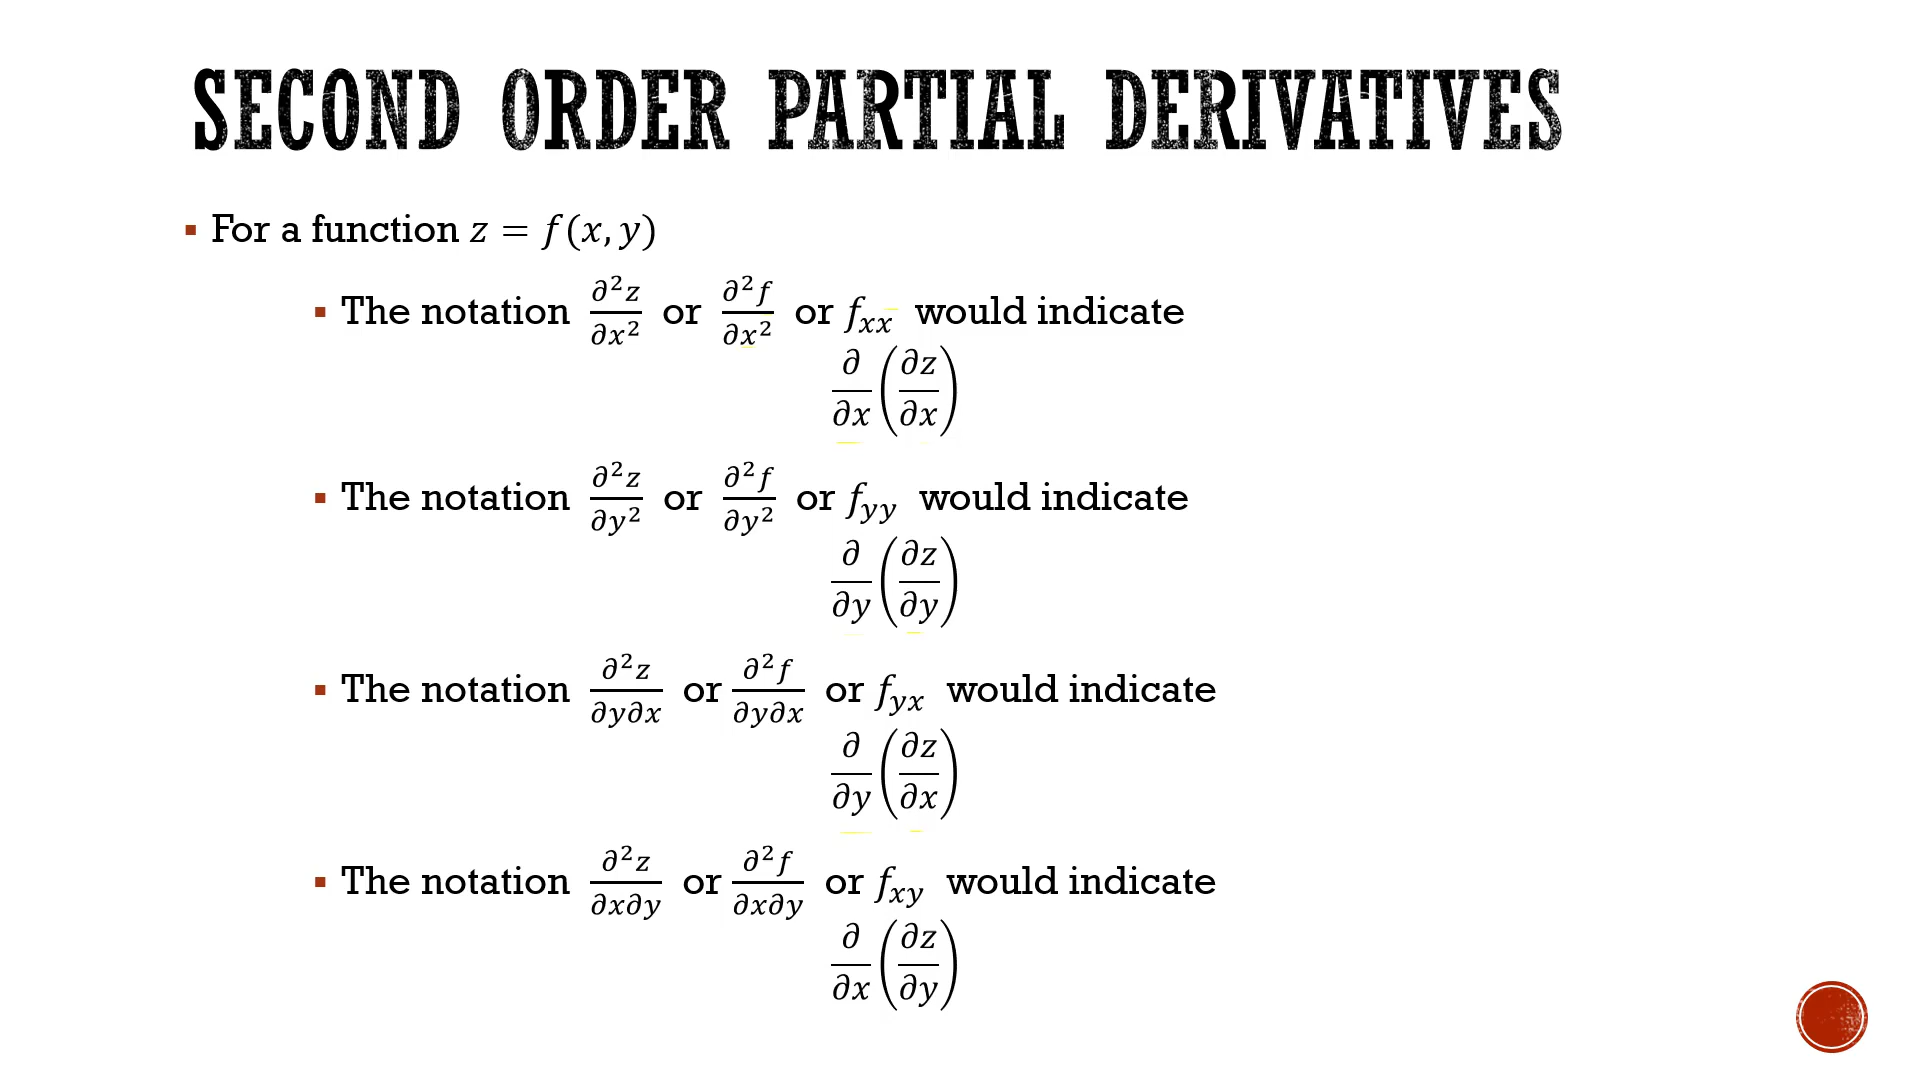 SECOND ORDER PARTIAL DERIVATIVES
▪ For a function z = f(x, y)
▪ The notation ∂²z/∂x² or ∂²f/∂x² or f_xx would indicate
∂/∂x (∂z/∂x)
▪ The notation ∂²z/∂y² or ∂²f/∂y² or f_yy would indicate
∂/∂y (∂z/∂y)
▪ The notation ∂²z/∂y∂x or ∂²f/∂y∂x or f_yx would indicate
∂/∂y (∂z/∂x)
▪ The notation ∂²z/∂x∂y or ∂²f/∂x∂y or f_xy would indicate
∂/∂x (∂z/∂y)